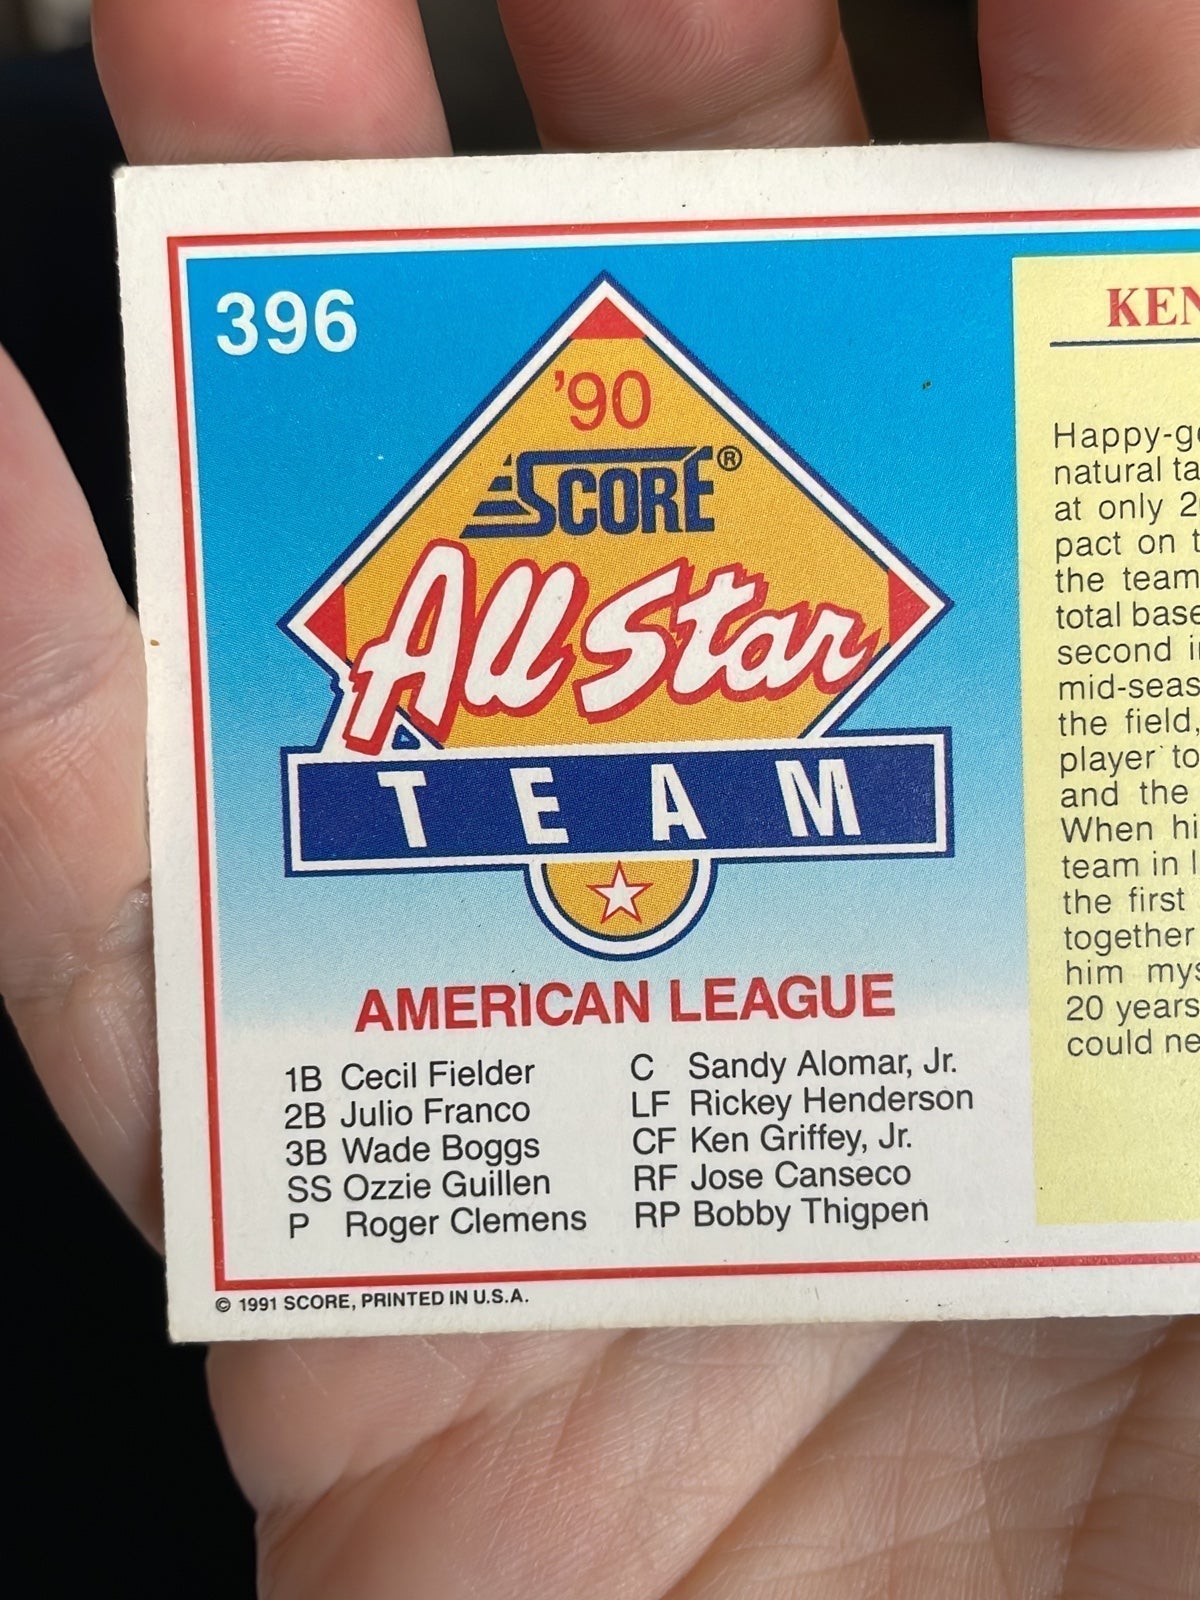 396
'90
SCORE®
All Star
TEAM
AMERICAN LEAGUE
1B Cecil Fielder
2B Julio Franco
3B Wade Boggs
SS Ozzie Guillen
P Roger Clemens
C Sandy Alomar, Jr.
LF Rickey Henderson
CF Ken Griffey, Jr.
RF Jose Canseco
RP Bobby Thigpen
© 1991 SCORE, PRINTED IN U.S.A.
KEN
Happy-g
natural ta
at only 2
pact on t
the team
total base
second i
mid-seas
the field,
player to
and the
When hi
team in l
the first
together
him mys
20 years
could ne